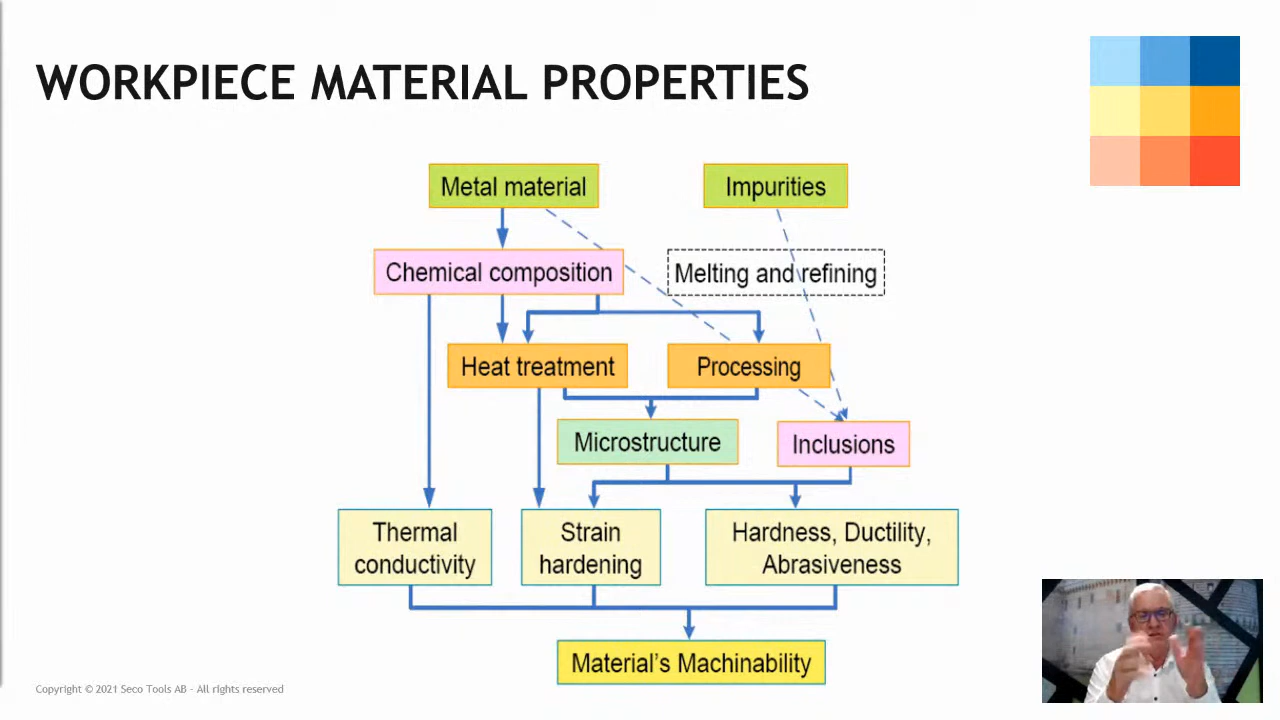 WORKPIECE MATERIAL PROPERTIES
Metal material
Impurities
Chemical composition
Melting and refining
Heat treatment
Processing
Microstructure
Inclusions
Thermal
conductivity
Strain
hardening
Hardness, Ductility,
Abrasiveness
Material's Machinability
Copyright © 2021 Seco Tools AB - All rights reserved